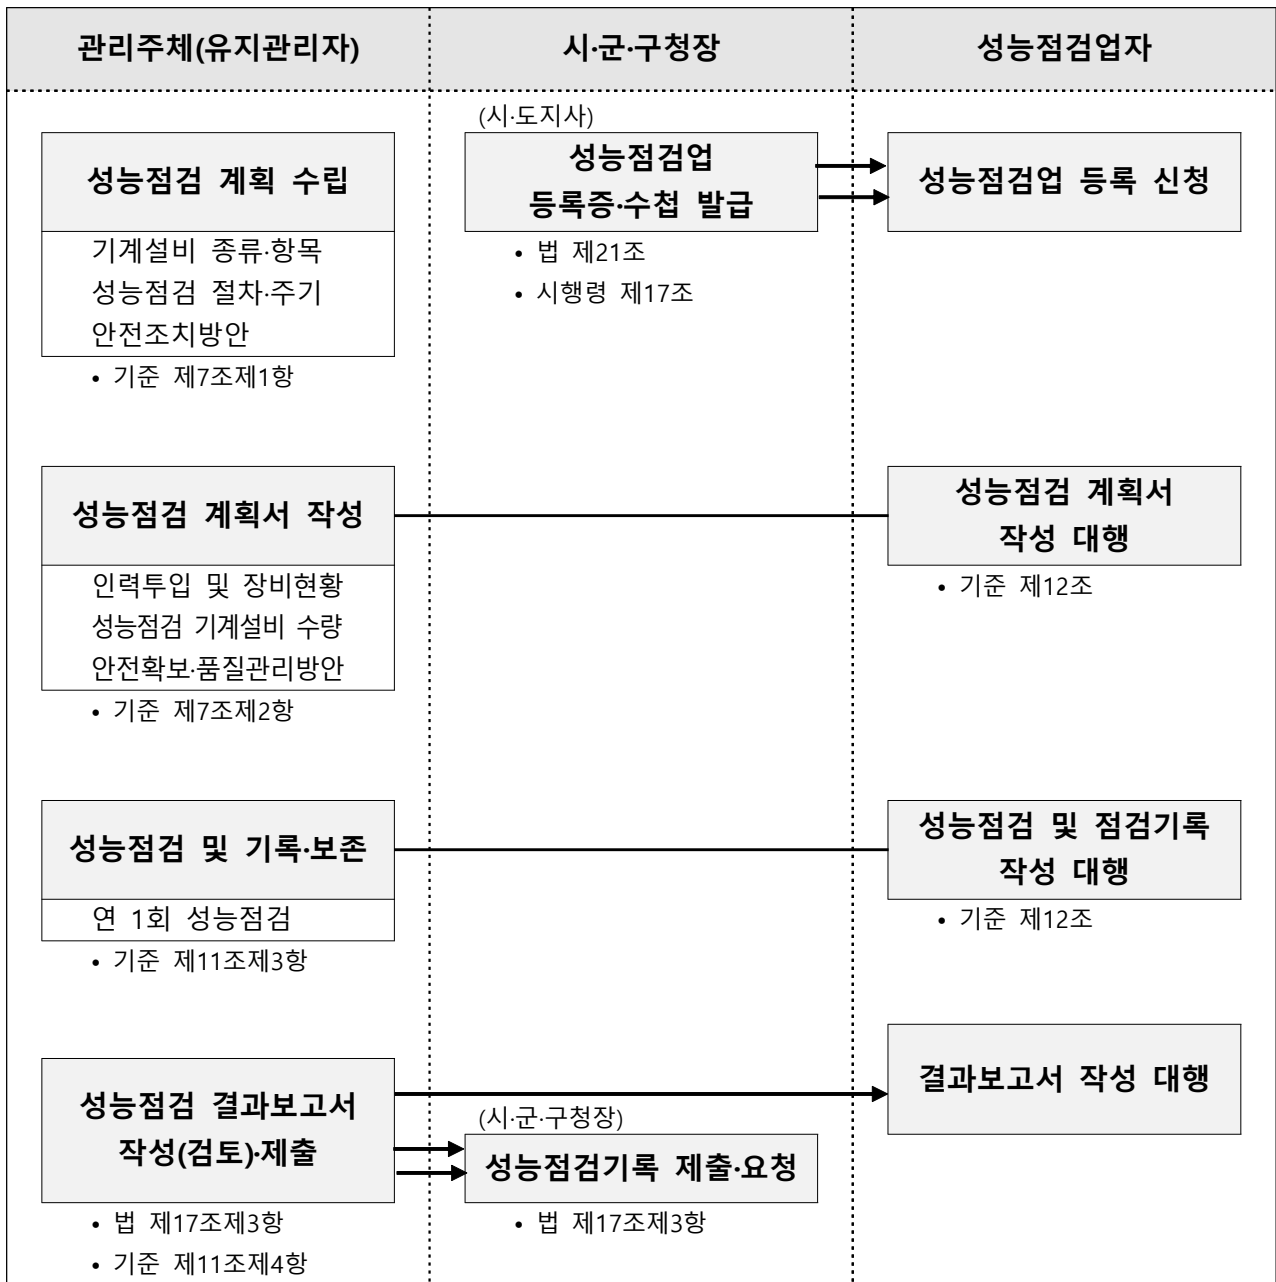 관리주체(유지관리자)
시·군·구청장
성능점검업자
(시·도지사)
성능점검 계획 수립
기계설비 종류·항목
성능점검 절차·주기
안전조치방안
• 기준 제7조제1항
성능점검업
등록증·수첩 발급
• 법 제21조
• 시행령 제17조
성능점검업 등록 신청
성능점검 계획서 작성
인력투입 및 장비현황
성능점검 기계설비 수량
안전확보·품질관리방안
• 기준 제7조제2항
성능점검 계획서
작성 대행
• 기준 제12조
성능점검 및 기록·보존
연 1회 성능점검
• 기준 제11조제3항
성능점검 및 점검기록
작성 대행
• 기준 제12조
성능점검 결과보고서
작성(검토)·제출
• 법 제17조제3항
• 기준 제11조제4항
(시·군·구청장)
성능점검기록 제출·요청
• 법 제17조제3항
결과보고서 작성 대행